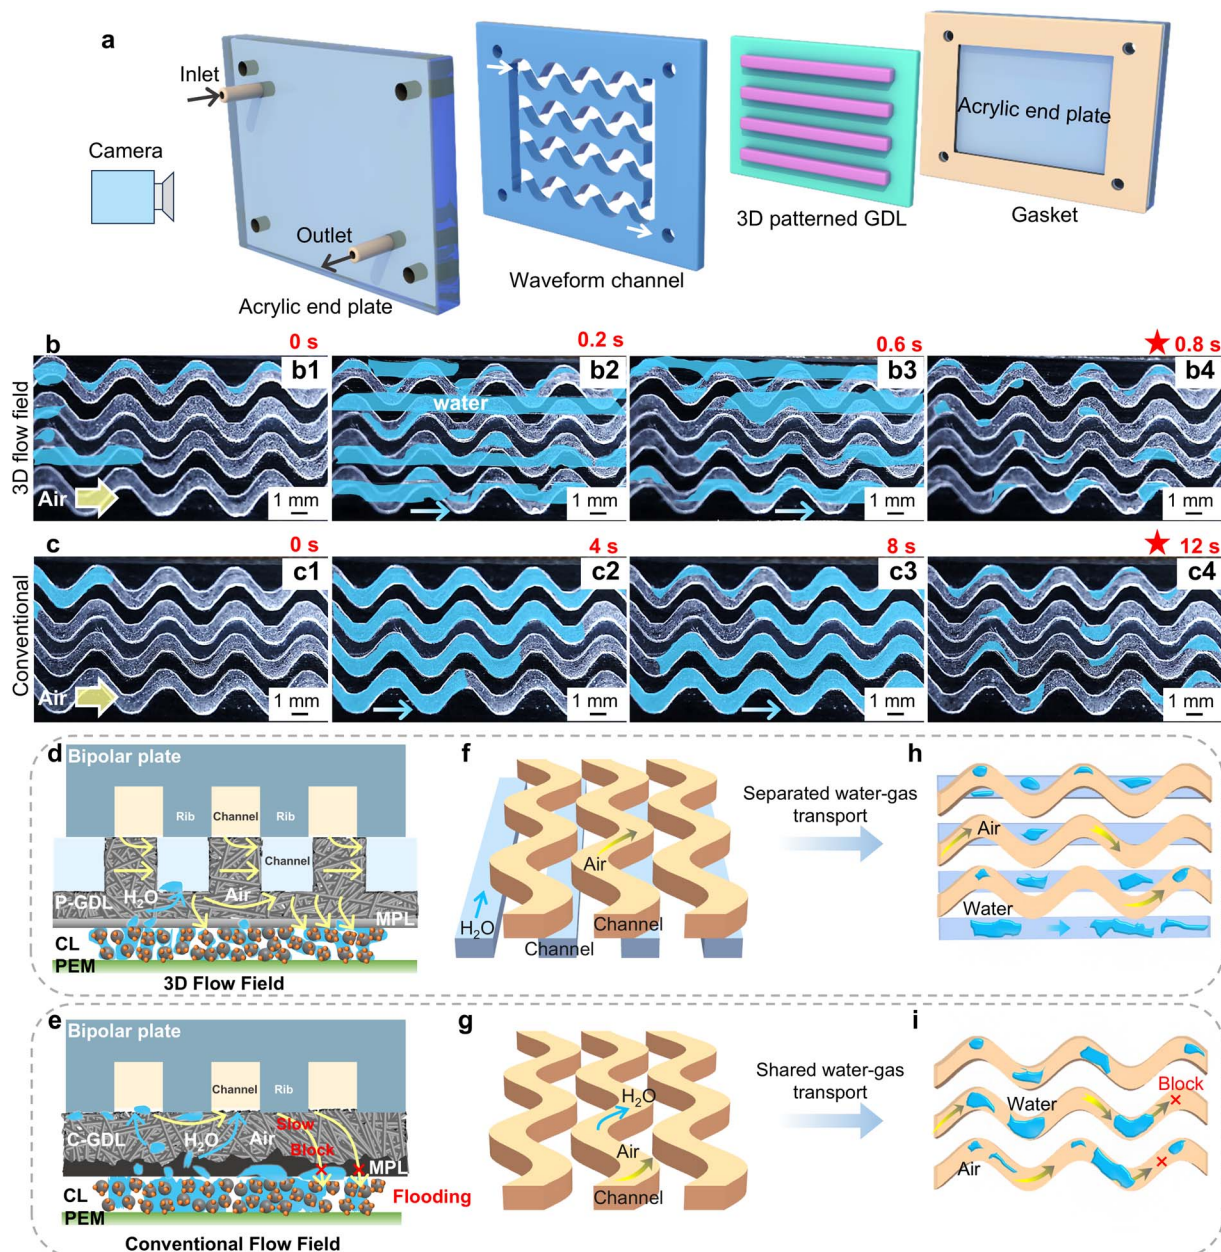 a
Inlet
Camera
Outlet
Acrylic end plate
Waveform channel
3D patterned GDL
Acrylic end plate
Gasket
b
3D flow field
0 s
b1
Air
1 mm
0.2 s
b2
water
1 mm
0.6 s
b3
1 mm
0.8 s
b4
1 mm
c
Conventional
0 s
c1
Air
1 mm
4 s
c2
1 mm
8 s
c3
1 mm
12 s
c4
1 mm
d
Bipolar plate
Rib
Channel
Rib
Channel
H2O
Air
P-GDL
MPL
CL
PEM
3D Flow Field
f
Air
H2O
Channel
Channel
Separated water-gas
transport
h
Air
Water
e
Bipolar plate
Channel
Rib
C-GDL
H2O
Air
Slow
Block
MPL
CL
Flooding
PEM
Conventional Flow Field
g
H2O
Air
Channel
Shared water-gas
transport
i
Block
Water
Air